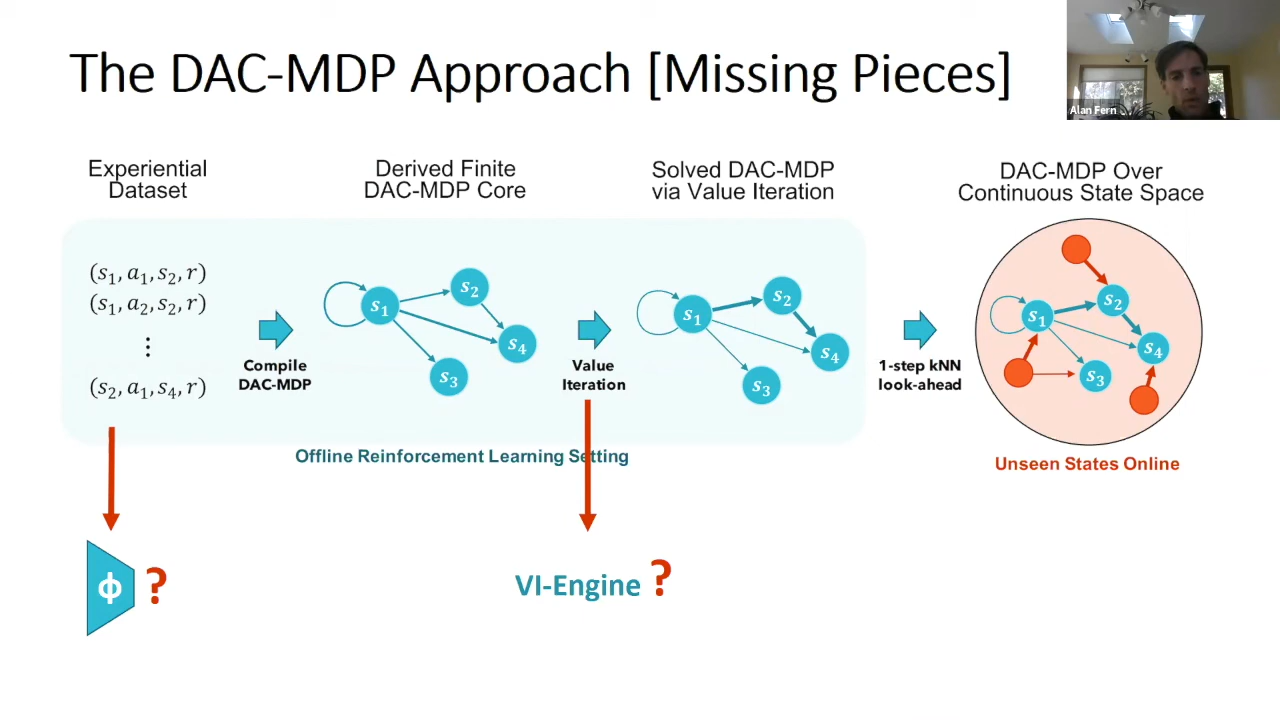 The DAC-MDP Approach [Missing Pieces]
Alan Fern
Experiential
Dataset
Derived Finite
DAC-MDP Core
Solved DAC-MDP
via Value Iteration
DAC-MDP Over
Continuous State Space
(s₁, a₁, s₂, r)
(s₁, a₂, s₂, r)
⋮
(s₂, a₁, s₄, r)
Compile
DAC-MDP
s₁
s₂
s₄
s₃
Value
Iteration
s₁
s₂
s₄
s₃
1-step kNN
look-ahead
s₁
s₂
s₄
s₃
Offline Reinforcement Learning Setting
Unseen States Online
ϕ ?
VI-Engine ?